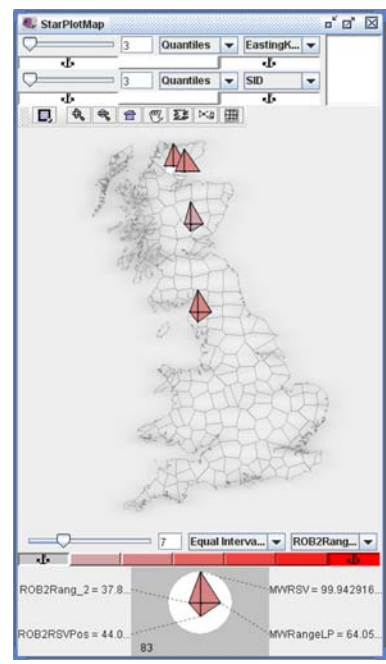 StarPlotMap
3 Quantiles EastingK...
3 Quantiles SID
7 Equal Interva... ROB2Rang...
ROB2Rang_2 = 37.8... MWRSV = 99.942916...
ROB2RSVPos = 44.0... MWRangeLP = 64.05...
83